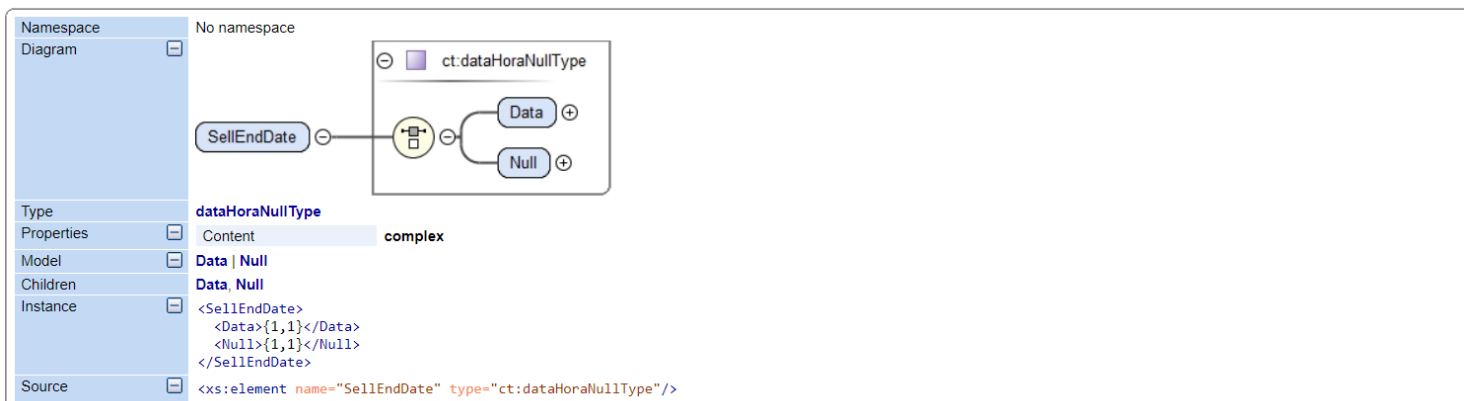 Namespace No namespace
Diagram
ct:dataHoraNullType
Data
SellEndDate
Null
Type dataHoraNullType
Properties Content complex
Model Data | Null
Children Data, Null
Instance <SellEndDate>
<Data>{1,1}</Data>
<Null>{1,1}</Null>
</SellEndDate>
Source <xs:element name="SellEndDate" type="ct:dataHoraNullType"/>